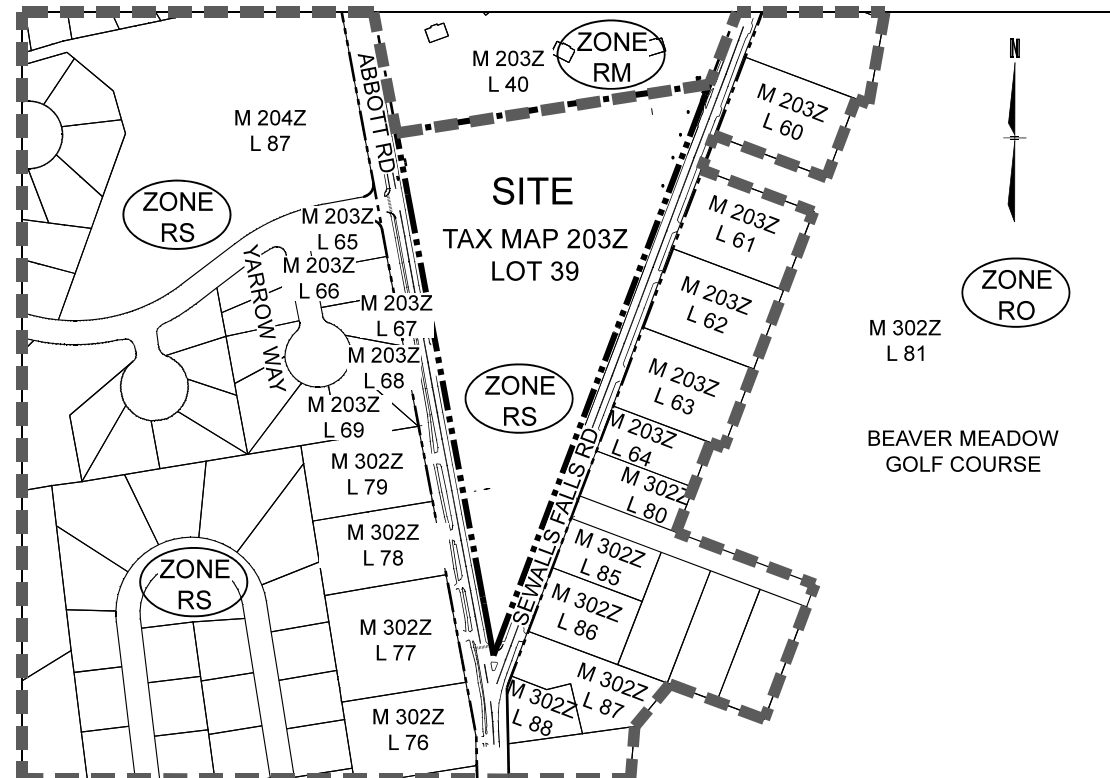 ZONE
RM
M 203Z
L 40
N
ABBOTT RD
M 203Z
L 60
M 204Z
L 87
ZONE
RS
SITE
TAX MAP 203Z
LOT 39
M 203Z
L 65
M 203Z
L 61
M 203Z
L 66
YARROW WAY
M 203Z
L 67
M 203Z
L 62
ZONE
RO
M 302Z
L 81
M 203Z
L 68
M 203Z
L 63
ZONE
RS
M 203Z
L 69
M 203Z
L 64
BEAVER MEADOW
GOLF COURSE
M 302Z
L 79
M 302Z
L 80
SEWALLS FALLS RD
M 302Z
L 78
M 302Z
L 85
ZONE
RS
M 302Z
L 86
M 302Z
L 77
M 302Z
L 87
M 302Z
L 88
M 302Z
L 76